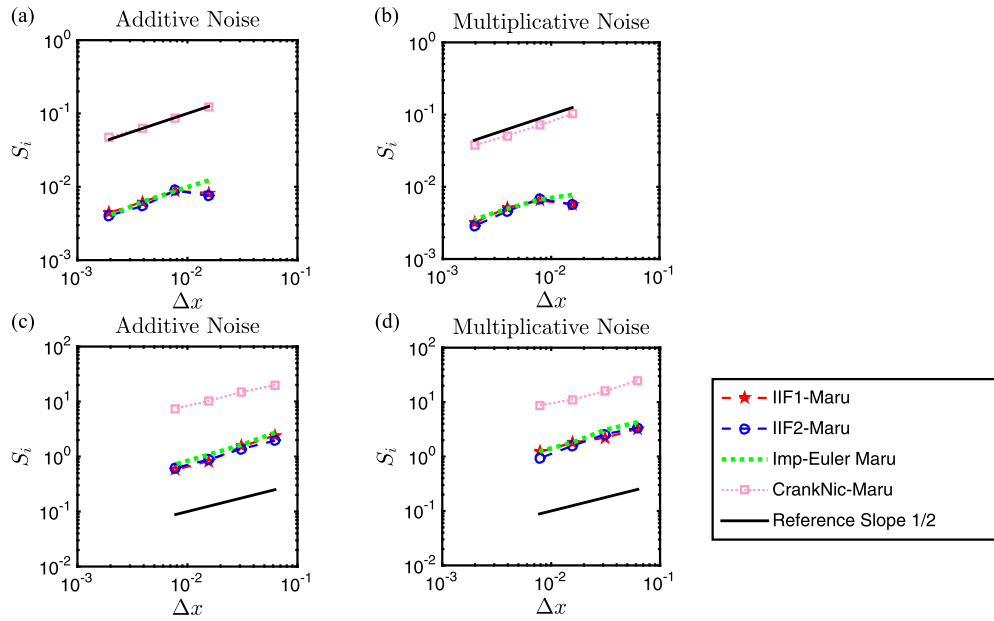 (a) Additive Noise
10^0
10^-1
10^-2
10^-3
S_i
10^-3 10^-2 10^-1
Δx
(b) Multiplicative Noise
10^0
10^-1
10^-2
10^-3
S_i
10^-3 10^-2 10^-1
Δx
(c) Additive Noise
10^2
10^1
10^0
10^-1
10^-2
S_i
10^-3 10^-2 10^-1
Δx
(d) Multiplicative Noise
10^2
10^1
10^0
10^-1
10^-2
S_i
10^-3 10^-2 10^-1
Δx
IIF1-Maru
IIF2-Maru
Imp-Euler Maru
CrankNic-Maru
Reference Slope 1/2